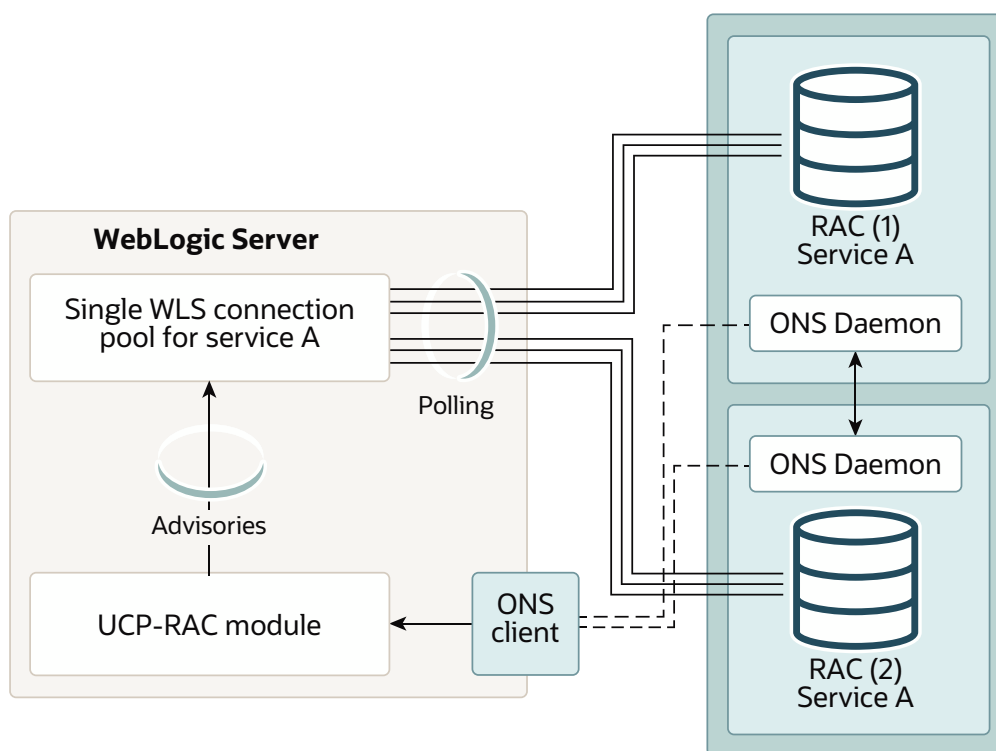 WebLogic Server
Single WLS connection
pool for service A
Polling
Advisories
UCP-RAC module
ONS
client
RAC (1)
Service A
ONS Daemon
ONS Daemon
RAC (2)
Service A